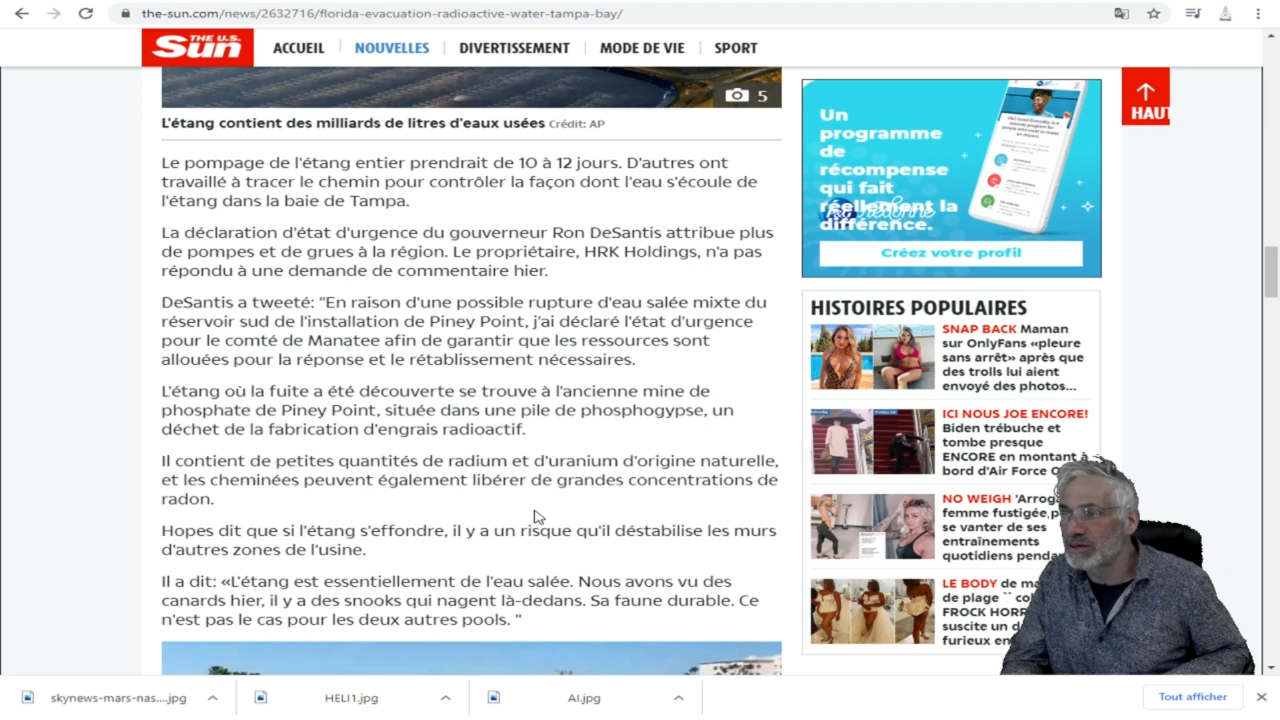 the-sun.com/news/2632716/florida-evacuation-radioactive-water-tampa-bay/
THE U.S. Sun
ACCUEIL
NOUVELLES
DIVERTISSEMENT
MODE DE VIE
SPORT
5
L'étang contient des milliards de litres d'eaux usées Crédit: AP
Le pompage de l'étang entier prendrait de 10 à 12 jours. D'autres ont
travaillé à tracer le chemin pour contrôler la façon dont l'eau s'écoule de
l'étang dans la baie de Tampa.
La déclaration d'état d'urgence du gouverneur Ron DeSantis attribue plus
de pompes et de grues à la région. Le propriétaire, HRK Holdings, n'a pas
répondu à une demande de commentaire hier.
DeSantis a tweeté: "En raison d'une possible rupture d'eau salée mixte du
réservoir sud de l'installation de Piney Point, j'ai déclaré l'état d'urgence
pour le comté de Manatee afin de garantir que les ressources sont
allouées pour la réponse et le rétablissement nécessaires.
L'étang où la fuite a été découverte se trouve à l'ancienne mine de
phosphate de Piney Point, située dans une pile de phosphogypse, un
déchet de la fabrication d'engrais radioactif.
Il contient de petites quantités de radium et d'uranium d'origine naturelle,
et les cheminées peuvent également libérer de grandes concentrations de
radon.
Hopes dit que si l'étang s'effondre, il y a un risque qu'il déstabilise les murs
d'autres zones de l'usine.
Il a dit: «L'étang est essentiellement de l'eau salée. Nous avons vu des
canards hier, il y a des snooks qui nagent là-dedans. Sa faune durable. Ce
n'est pas le cas pour les deux autres pools. "
Un
programme
de
récompense
qui fait
réellement la
différence.
Créez votre profil
HAUT
HISTOIRES POPULAIRES
SNAP BACK Maman
sur OnlyFans «pleure
sans arrêt» après que
des trolls lui aient
envoyé des photos...
ICI NOUS JOE ENCORE!
Biden trébuche et
tombe presque
ENCORE en montant à
bord d'Air Force
NO WEIGH
femme fustigée
se vanter de ses
entraînements
quotidiens
LE BODY de
de plage ``
FROCK
suscite un
furieux
skynews-mars-nas....jpg
HELI1.jpg
AI.jpg
Tout afficher